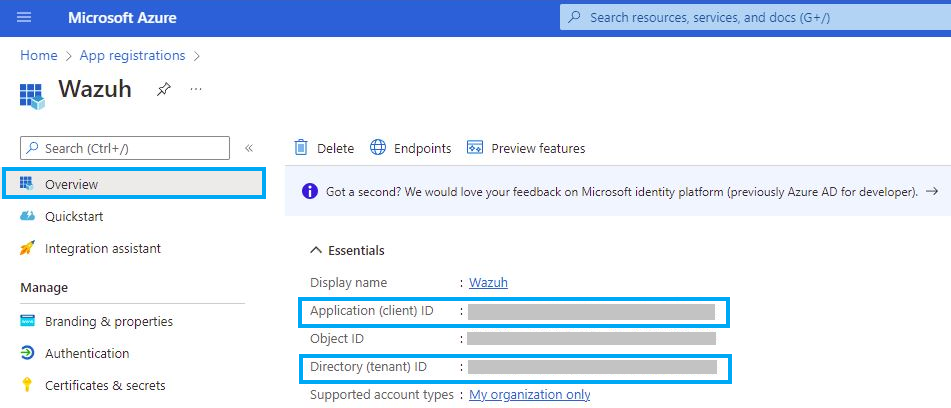 Microsoft Azure
Search resources, services, and docs (G+/)
Home > App registrations >
Wazuh
...
Search (Ctrl+/)
«
Delete
Endpoints
Preview features
Overview
Got a second? We would love your feedback on Microsoft identity platform (previously Azure AD for developer). →
Quickstart
Integration assistant
Essentials
Manage
Display name : Wazuh
Application (client) ID :
Branding & properties
Object ID :
Authentication
Directory (tenant) ID :
Certificates & secrets
Supported account types : My organization only